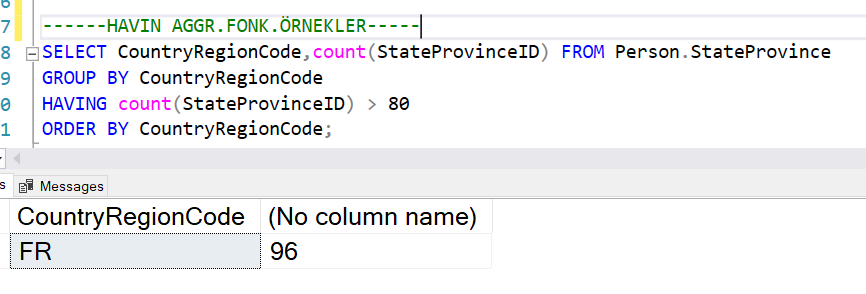 7 ------HAVIN AGGR.FONK.ÖRNEKLER-----
8 SELECT CountryRegionCode,count(StateProvinceID) FROM Person.StateProvince
9 GROUP BY CountryRegionCode
0 HAVING count(StateProvinceID) > 80
1 ORDER BY CountryRegionCode;
s Messages
CountryRegionCode (No column name)
FR 96